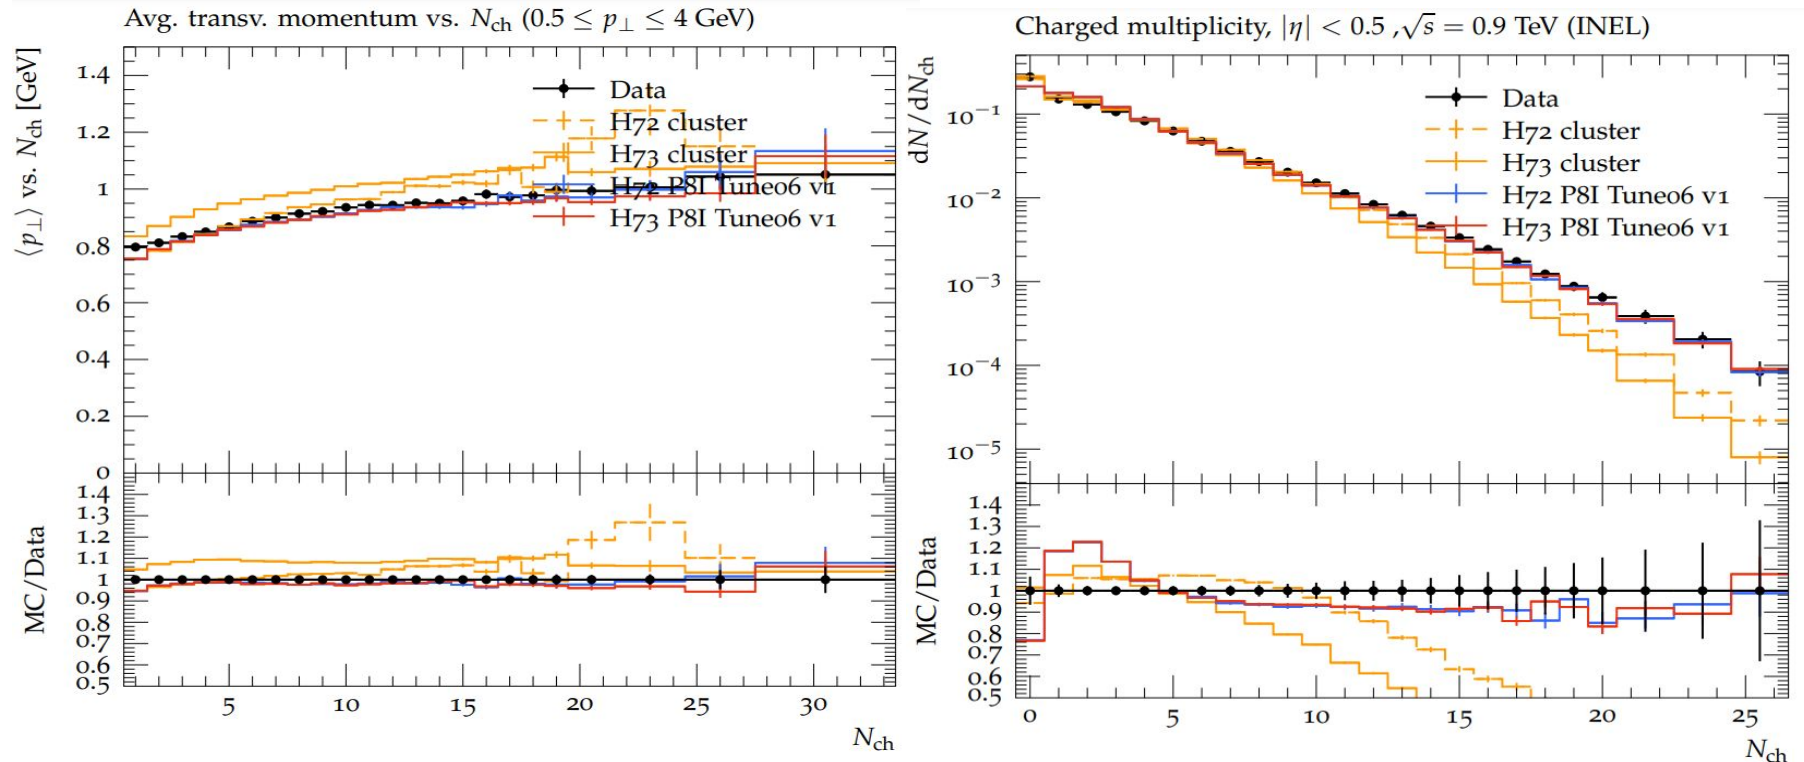 Avg. transv. momentum vs. Nch (0.5 ≤ p⊥ ≤ 4 GeV)
⟨p⊥⟩ vs. Nch [GeV]
1.4
1.2
1
0.8
0.6
0.4
0.2
0
Data
H72 cluster
H73 cluster
H72 P8I Tune06 v1
H73 P8I Tune06 v1
MC/Data
1.4
1.3
1.2
1.1
1
0.9
0.8
0.7
0.6
0.5
5 10 15 20 25 30
Nch
Charged multiplicity, |η| < 0.5 ,√s = 0.9 TeV (INEL)
dN/dNch
10−1
10−2
10−3
10−4
10−5
Data
H72 cluster
H73 cluster
H72 P8I Tune06 v1
H73 P8I Tune06 v1
MC/Data
1.4
1.3
1.2
1.1
1
0.9
0.8
0.7
0.6
0.5
0 5 10 15 20 25
Nch